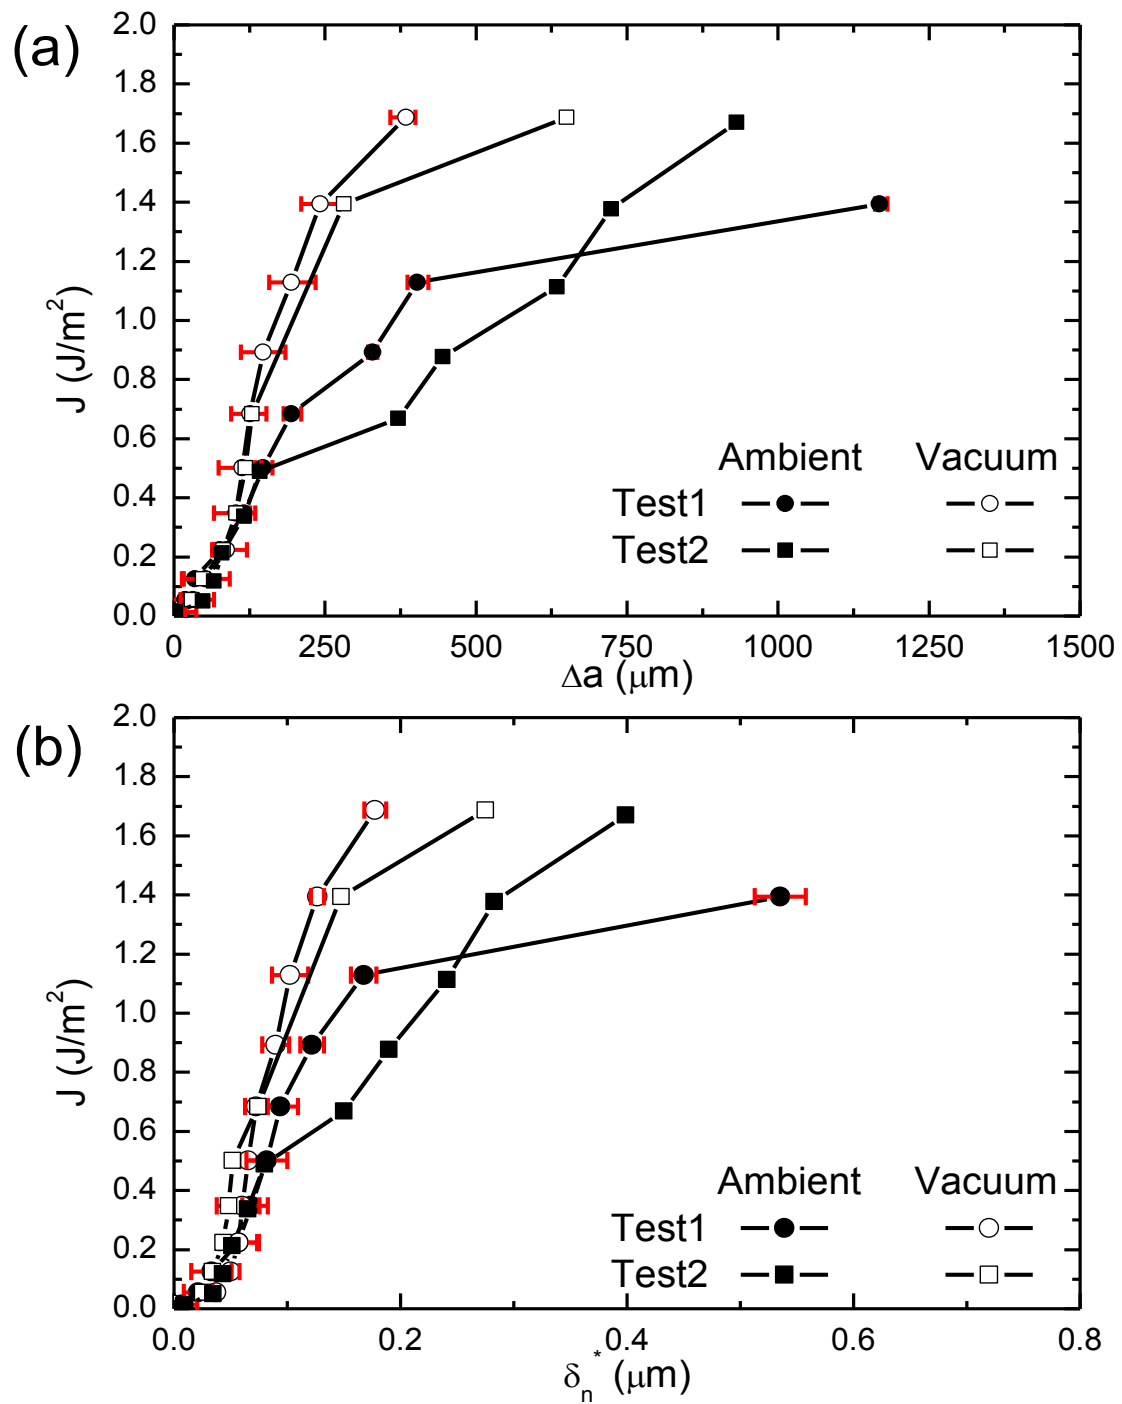 (a)
2.0
1.8
1.6
1.4
1.2
1.0
0.8
0.6
0.4
0.2
0.0
J (J/m²)
Ambient Vacuum
Test1
Test2
0 250 500 750 1000 1250 1500
Δa (μm)
(b)
2.0
1.8
1.6
1.4
1.2
1.0
0.8
0.6
0.4
0.2
0.0
J (J/m²)
Ambient Vacuum
Test1
Test2
0.0 0.2 0.4 0.6 0.8
δₙ* (μm)